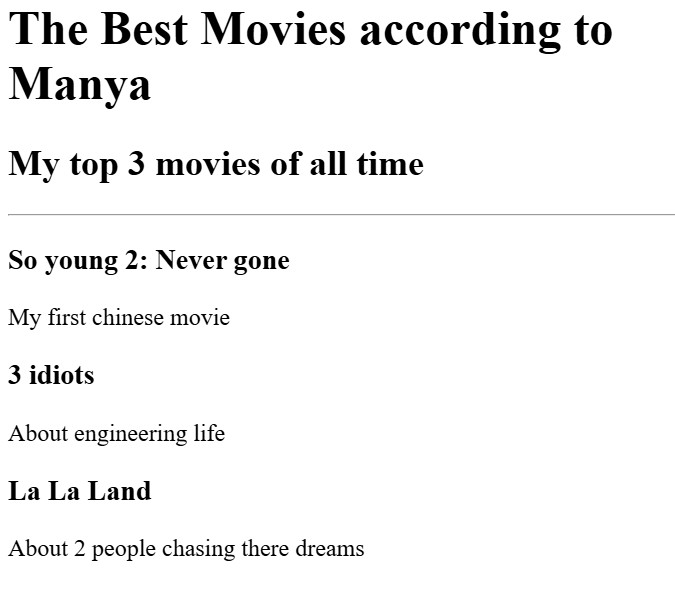 The Best Movies according to
Manya
My top 3 movies of all time
So young 2: Never gone
My first chinese movie
3 idiots
About engineering life
La La Land
About 2 people chasing there dreams